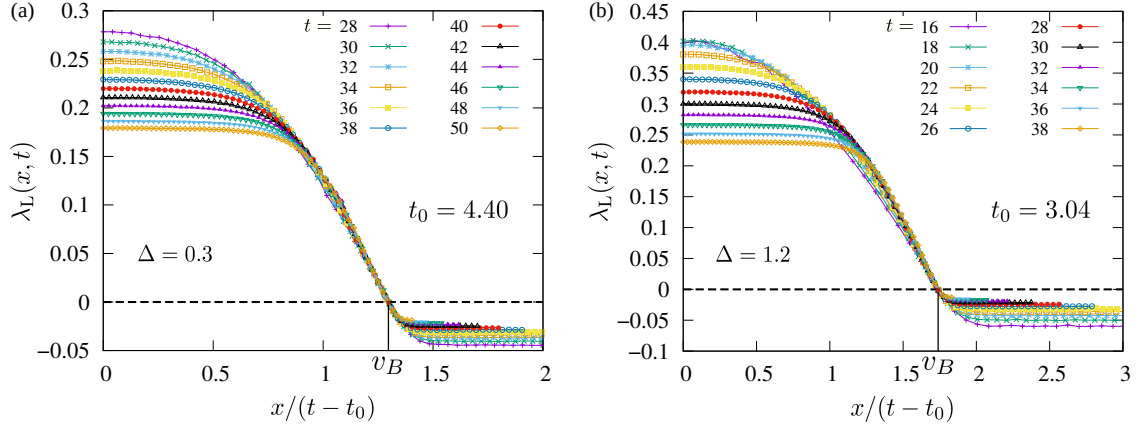 (a)
λL(x, t)
0.3
0.25
0.2
0.15
0.1
0.05
0
−0.05
t = 28 40
30 42
32 44
34 46
36 48
38 50
t0 = 4.40
Δ = 0.3
vB
0 0.5 1 1.5 2
x/(t − t0)
(b)
λL(x, t)
0.45
0.4
0.35
0.3
0.25
0.2
0.15
0.1
0.05
0
−0.05
−0.1
t = 16 28
18 30
20 32
22 34
24 36
26 38
t0 = 3.04
Δ = 1.2
vB
0 0.5 1 1.5 2 2.5 3
x/(t − t0)